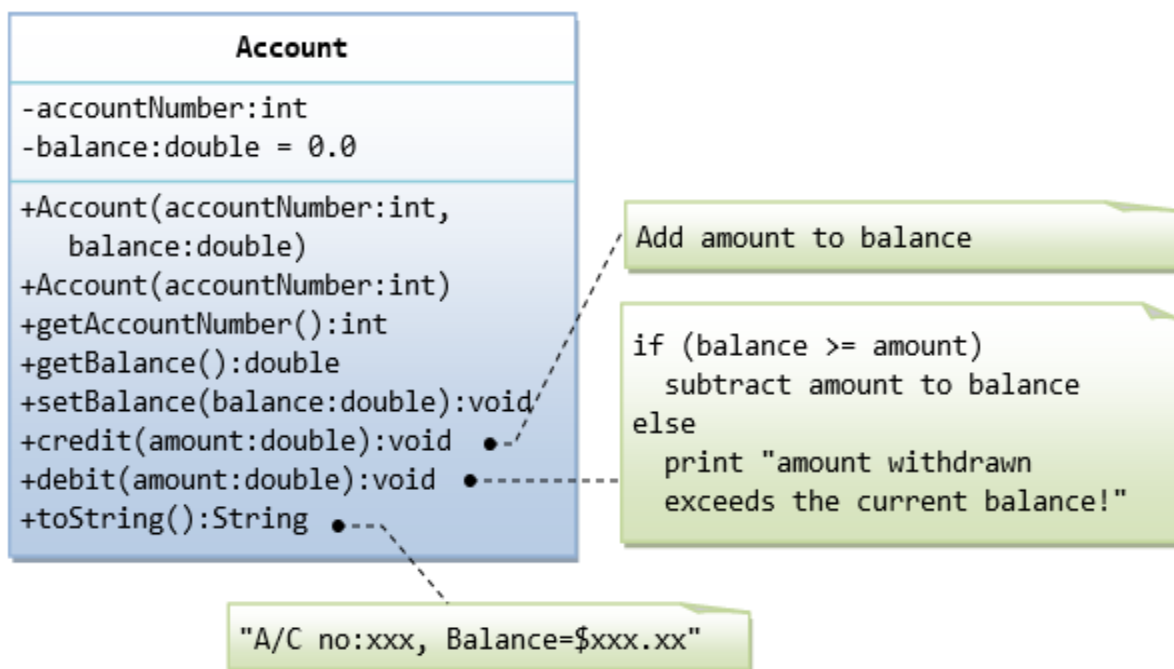 Account
-accountNumber:int
-balance:double = 0.0
+Account(accountNumber:int,
balance:double)
+Account(accountNumber:int)
+getAccountNumber():int
+getBalance():double
+setBalance(balance:double):void
+credit(amount:double):void
+debit(amount:double):void
+toString():String
Add amount to balance
if (balance >= amount)
subtract amount to balance
else
print "amount withdrawn
exceeds the current balance!"
"A/C no:xxx, Balance=$xxx.xx"